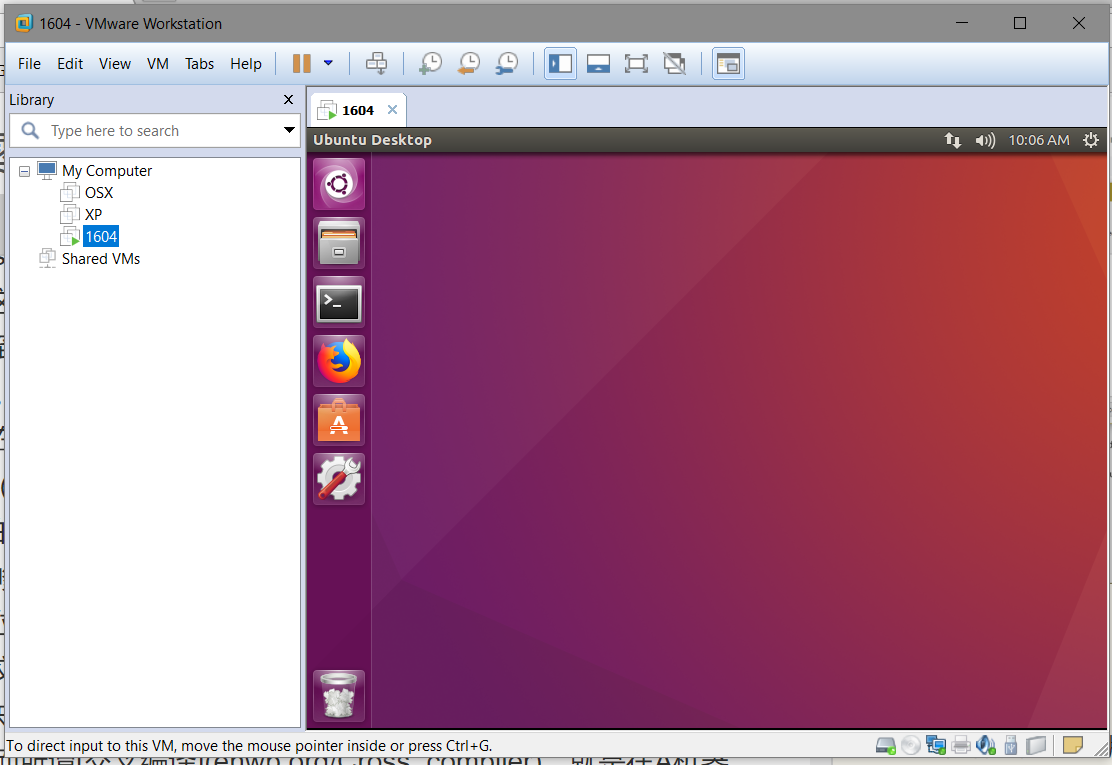 1604 - VMware Workstation
File Edit View VM Tabs Help
Library
Type here to search
My Computer
OSX
XP
1604
Shared VMs
1604
Ubuntu Desktop
10:06 AM
To direct input to this VM, move the mouse pointer inside or press Ctrl+G.